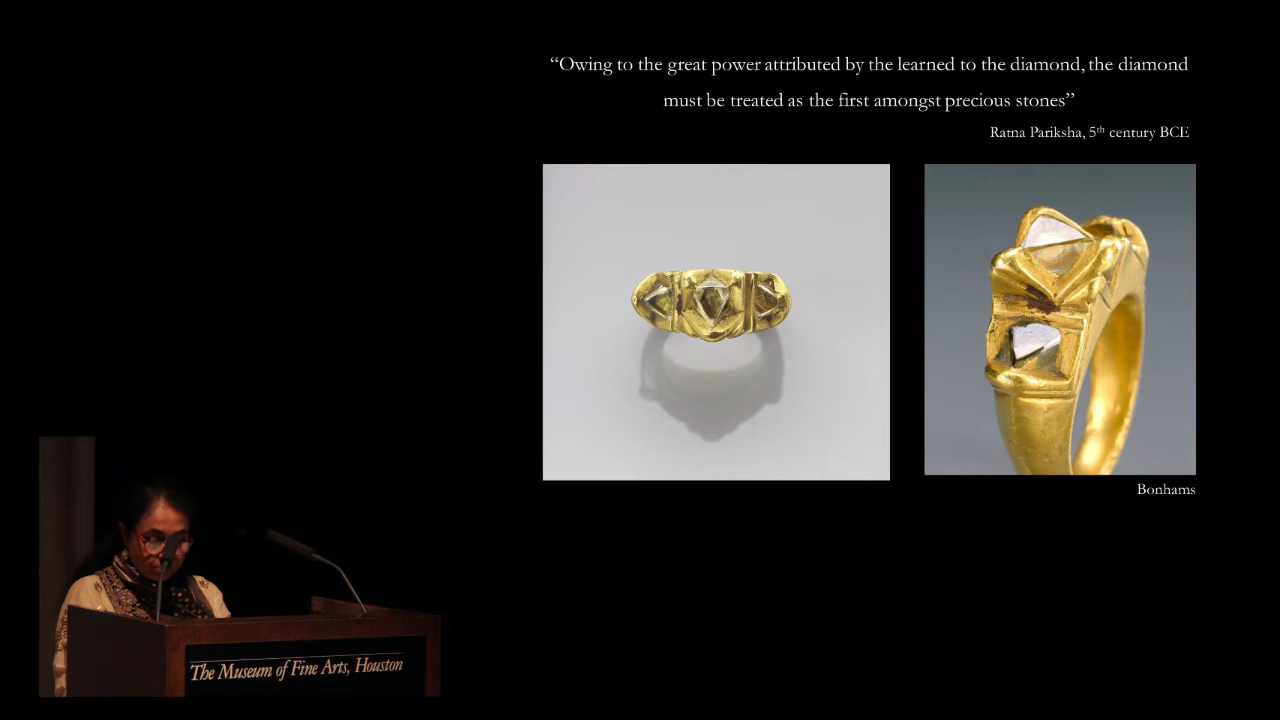 “Owing to the great power attributed by the learned to the diamond, the diamond
must be treated as the first amongst precious stones”
Ratna Pariksha, 5th century BCE
Bonhams
The Museum of Fine Arts, Houston